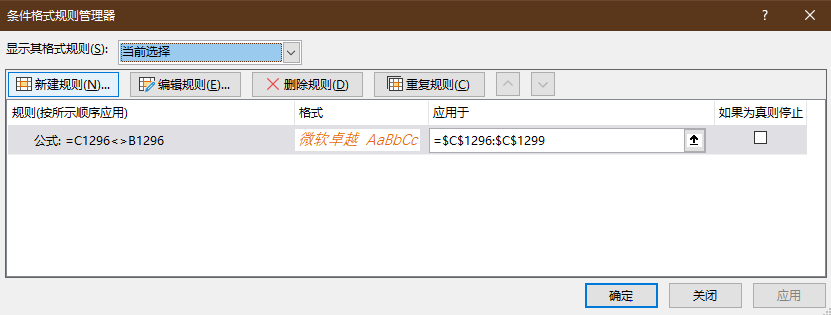 条件格式规则管理器
显示其格式规则(S): 当前选择
新建规则(N)... 编辑规则(E)... 删除规则(D) 重复规则(C)
规则(按所示顺序应用) 格式 应用于 如果为真则停止
公式: =C1296<>B1296 微软卓越 AaBbCc =$C$1296:$C$1299
确定 关闭 应用